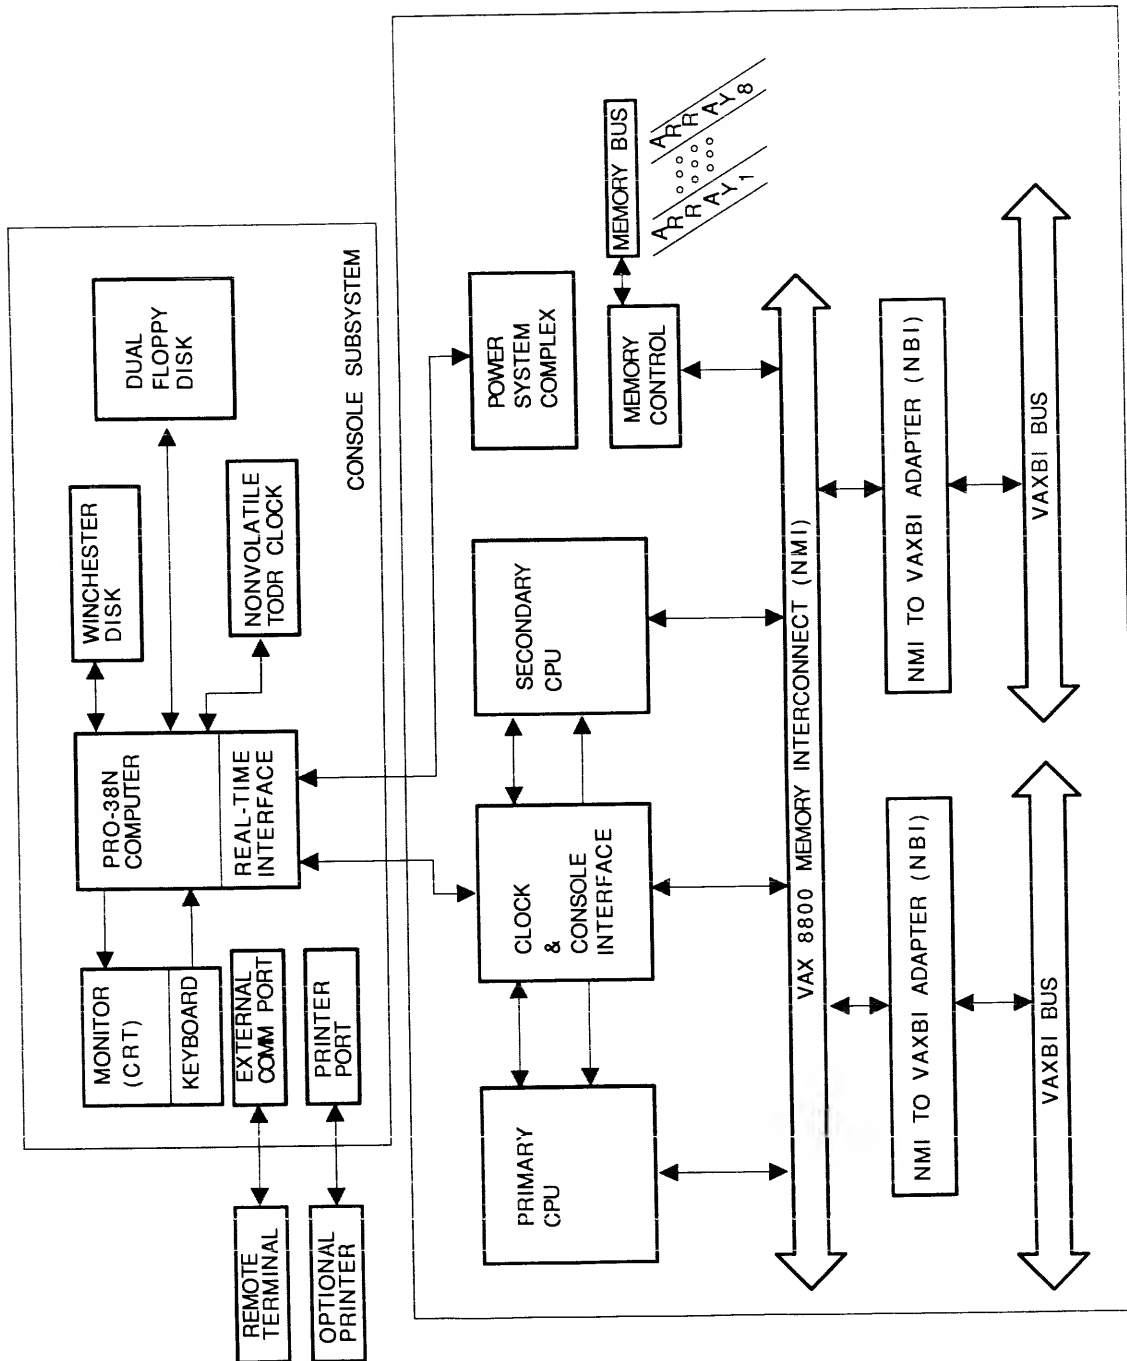 REMOTE
TERMINAL
OPTIONAL
PRINTER
MONITOR
(CRT)
KEYBOARD
EXTERNAL
COMM PORT
PRINTER
PORT
PRO-38N
COMPUTER
REAL-TIME
INTERFACE
WINCHESTER
DISK
NONVOLATILE
TODR CLOCK
DUAL
FLOPPY
DISK
CONSOLE SUBSYSTEM
PRIMARY
CPU
CLOCK
&
CONSOLE
INTERFACE
SECONDARY
CPU
POWER
SYSTEM
COMPLEX
MEMORY
CONTROL
MEMORY BUS
ARRAY 1
ARRAY 8
VAX 8800 MEMORY INTERCONNECT (NMI)
NMI TO VAXBI ADAPTER (NBI)
NMI TO VAXBI ADAPTER (NBI)
VAXBI BUS
VAXBI BUS